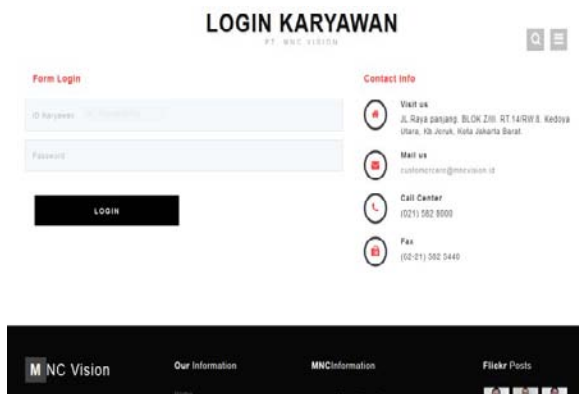 LOGIN KARYAWAN
PT. MNC VISION
Form Login
Contact Info
ID Karyawan
Password
LOGIN
Visit us
JL.Raya panjang. BLOK Z/III. RT.14/RW.8. Kedoya
Utara, Kb.Jeruk, Kota Jakarta Barat.
Mail us
customercare@mncvision.id
Call Center
(021) 582 8000
Fax
(62-21) 582 5440
MNC Vision
Our Information
MNCInformation
Flickr Posts